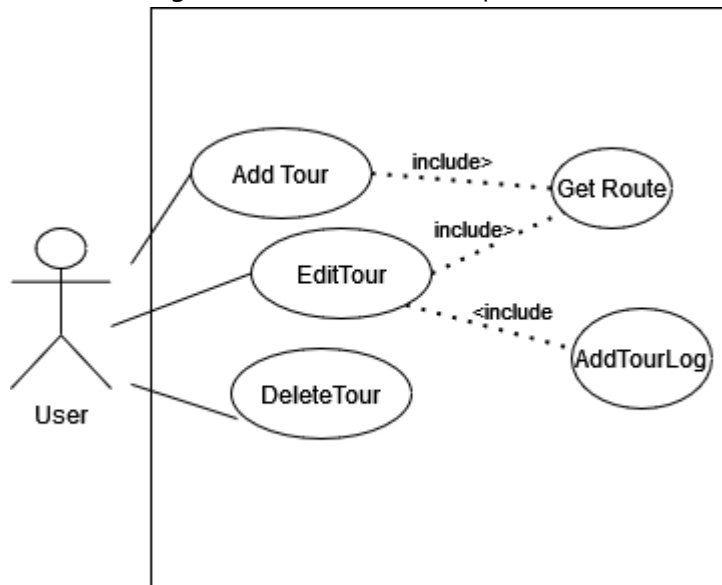 Add Tour
include>
Get Route
include>
EditTour
<include
AddTourLog
DeleteTour
User